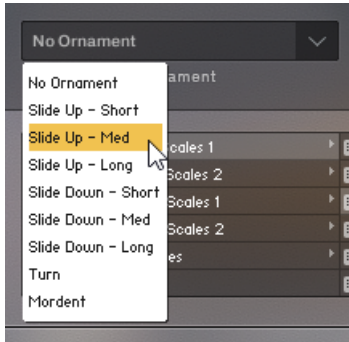 No Ornament
ament
No Ornament
Slide Up - Short
Slide Up - Med
cales 1
Slide Up - Long
Scales 2
Slide Down - Short
Scales 1
Slide Down - Med
Scales 2
Slide Down - Long
es
Turn
Mordent